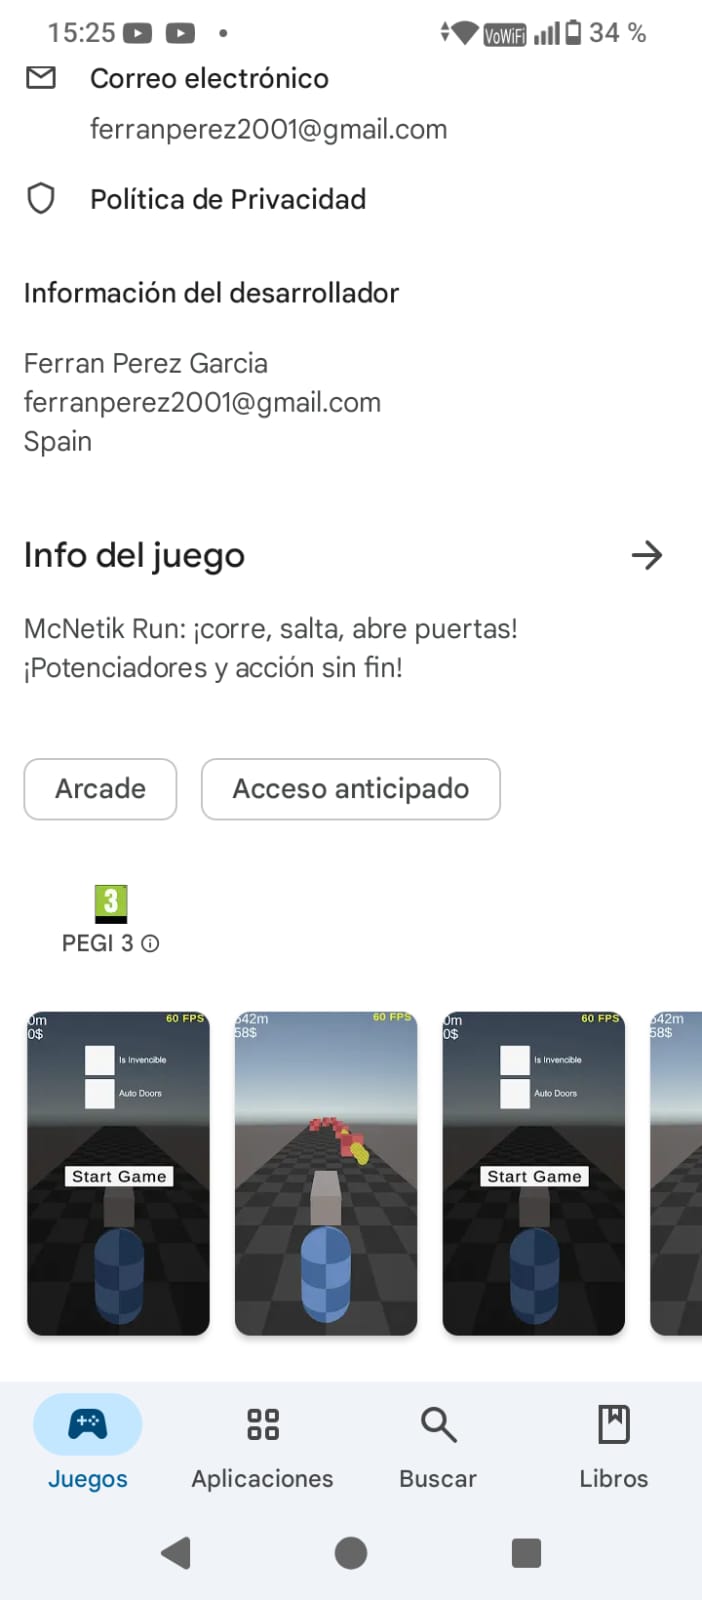 15:25
VoWiFi
34 %
Correo electrónico
ferranperez2001@gmail.com
Política de Privacidad
Información del desarrollador
Ferran Perez Garcia
ferranperez2001@gmail.com
Spain
Info del juego
McNetik Run: ¡corre, salta, abre puertas!
¡Potenciadores y acción sin fin!
Arcade
Acceso anticipado
3
PEGI 3
0m
60 FPS
0$
Is Invencible
Auto Doors
Start Game
542m
60 FPS
58$
0m
60 FPS
0$
Is Invencible
Auto Doors
Start Game
542m
58$
Juegos
Aplicaciones
Buscar
Libros